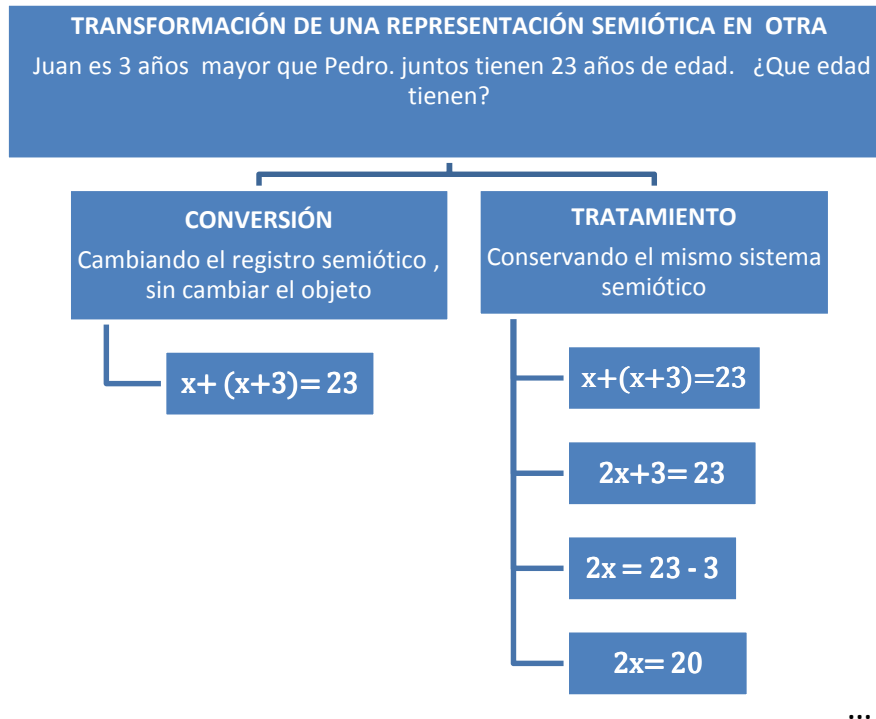 TRANSFORMACIÓN DE UNA REPRESENTACIÓN SEMIÓTICA EN OTRA
Juan es 3 años mayor que Pedro. juntos tienen 23 años de edad. ¿Que edad
tienen?
CONVERSIÓN
Cambiando el registro semiótico ,
sin cambiar el objeto
x+ (x+3)= 23
TRATAMIENTO
Conservando el mismo sistema
semiótico
x+(x+3)=23
2x+3= 23
2x = 23 - 3
2x= 20
...